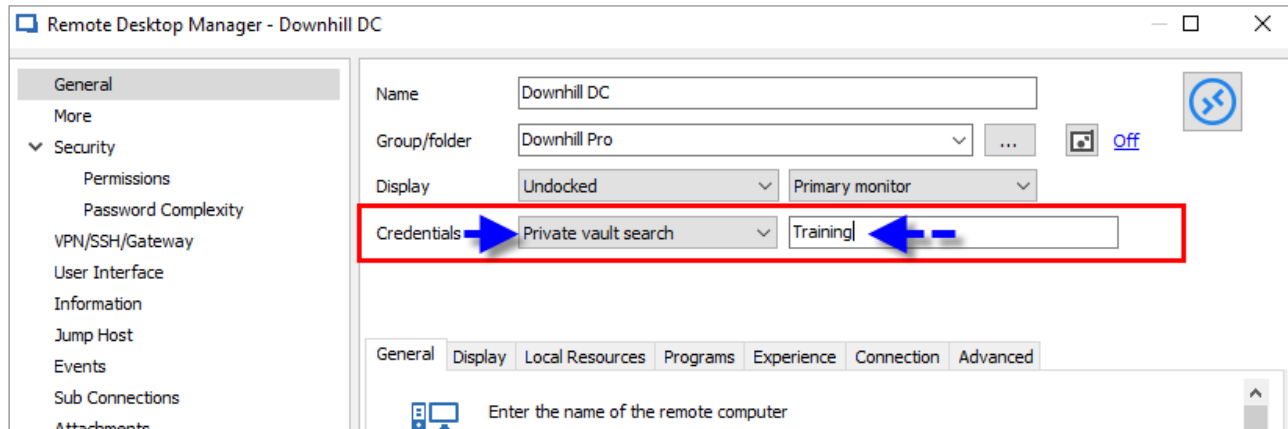 Remote Desktop Manager - Downhill DC
General
More
Security
Permissions
Password Complexity
VPN/SSH/Gateway
User Interface
Information
Jump Host
Events
Sub Connections
Attachments
Name Downhill DC
Group/folder Downhill Pro ... Off
Display Undocked Primary monitor
Credentials Private vault search Training
General Display Local Resources Programs Experience Connection Advanced
Enter the name of the remote computer